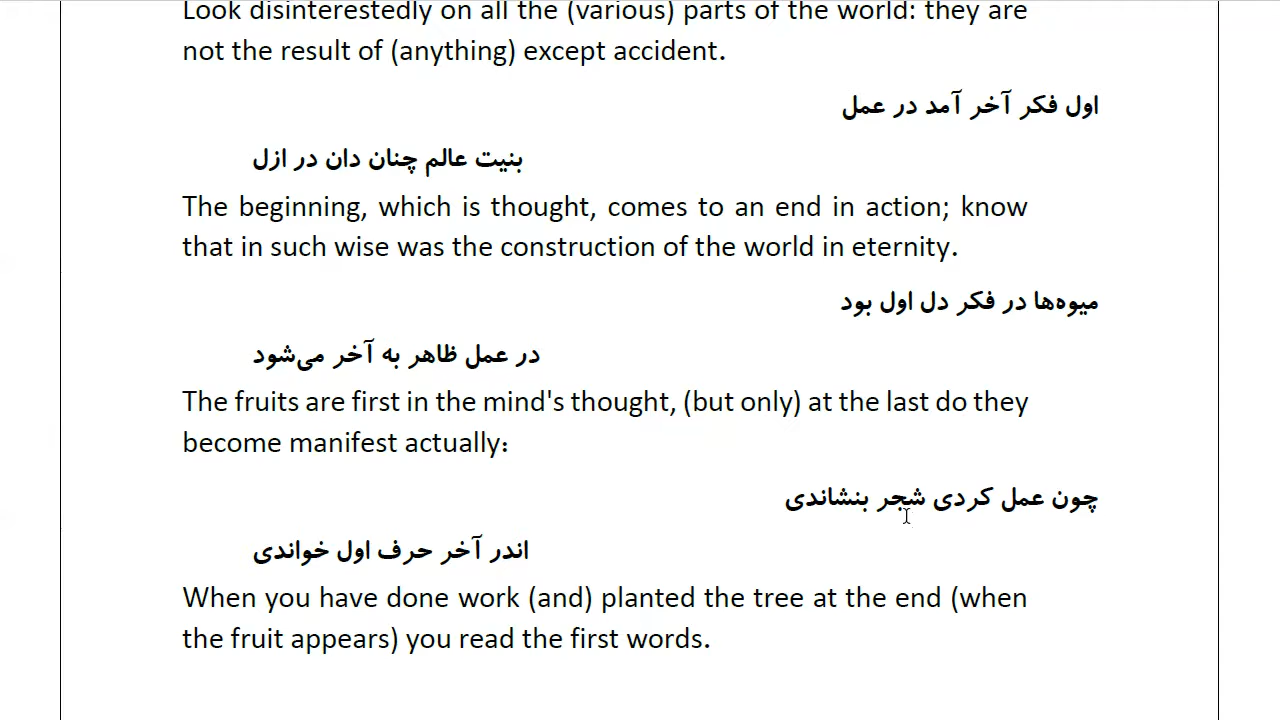 Look disinterestedly on all the (various) parts of the world: they are
not the result of (anything) except accident.
اول فکر آخر آمد در عمل
بنیت عالم چنان دان در ازل
The beginning, which is thought, comes to an end in action; know
that in such wise was the construction of the world in eternity.
میوه‌ها در فکر دل اول بود
در عمل ظاهر به آخر می‌شود
The fruits are first in the mind's thought, (but only) at the last do they
become manifest actually:
چون عمل کردی شجر بنشاندی
اندر آخر حرف اول خواندی
When you have done work (and) planted the tree at the end (when
the fruit appears) you read the first words.